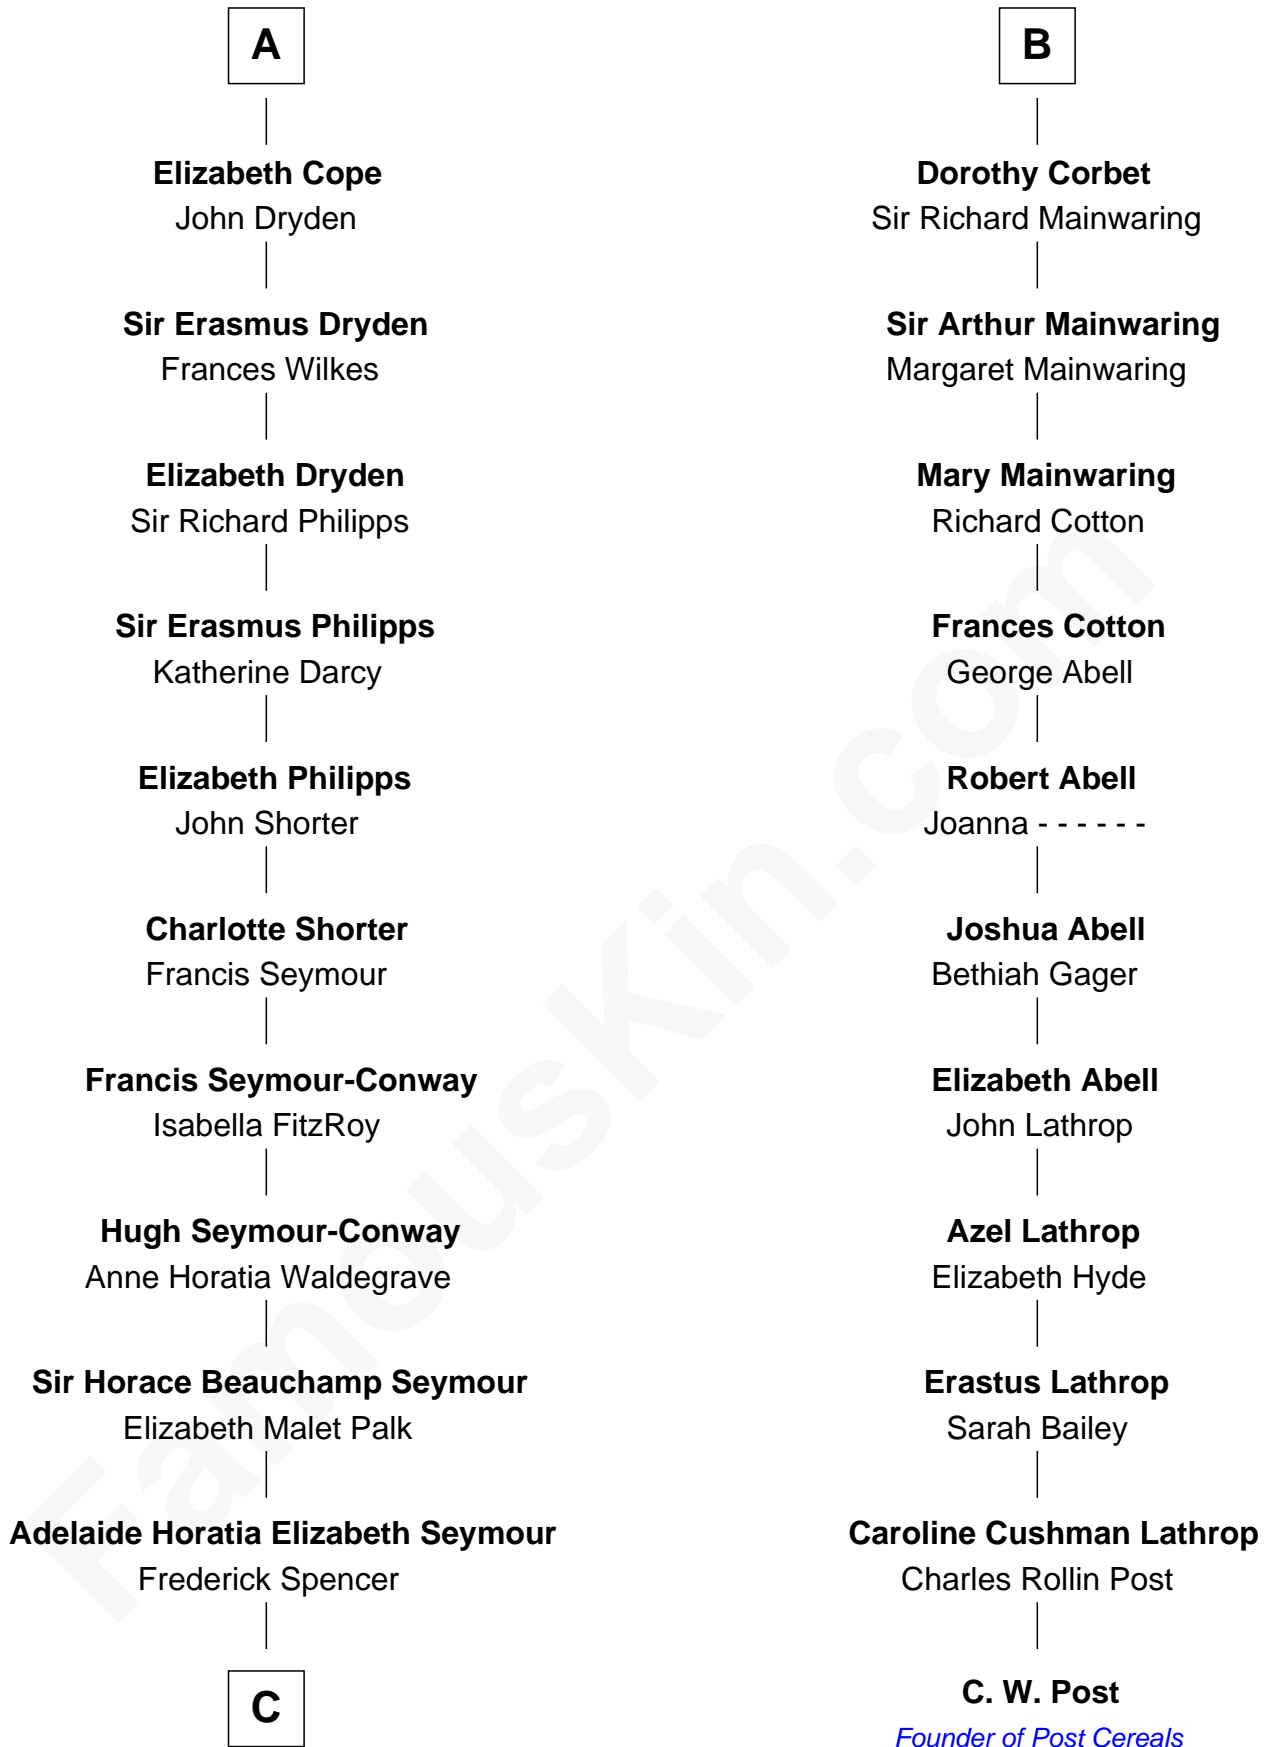 A
Elizabeth Cope
John Dryden
Sir Erasmus Dryden
Frances Wilkes
Elizabeth Dryden
Sir Richard Philipps
Sir Erasmus Philipps
Katherine Darcy
Elizabeth Philipps
John Shorter
Charlotte Shorter
Francis Seymour
Francis Seymour-Conway
Isabella FitzRoy
Hugh Seymour-Conway
Anne Horatia Waldegrave
Sir Horace Beauchamp Seymour
Elizabeth Malet Palk
Adelaide Horatia Elizabeth Seymour
Frederick Spencer
C
B
Dorothy Corbet
Sir Richard Mainwaring
Sir Arthur Mainwaring
Margaret Mainwaring
Mary Mainwaring
Richard Cotton
Frances Cotton
George Abell
Robert Abell
Joanna - - - - - -
Joshua Abell
Bethiah Gager
Elizabeth Abell
John Lathrop
Azel Lathrop
Elizabeth Hyde
Erastus Lathrop
Sarah Bailey
Caroline Cushman Lathrop
Charles Rollin Post
C. W. Post
Founder of Post Cereals
FamousKin.com